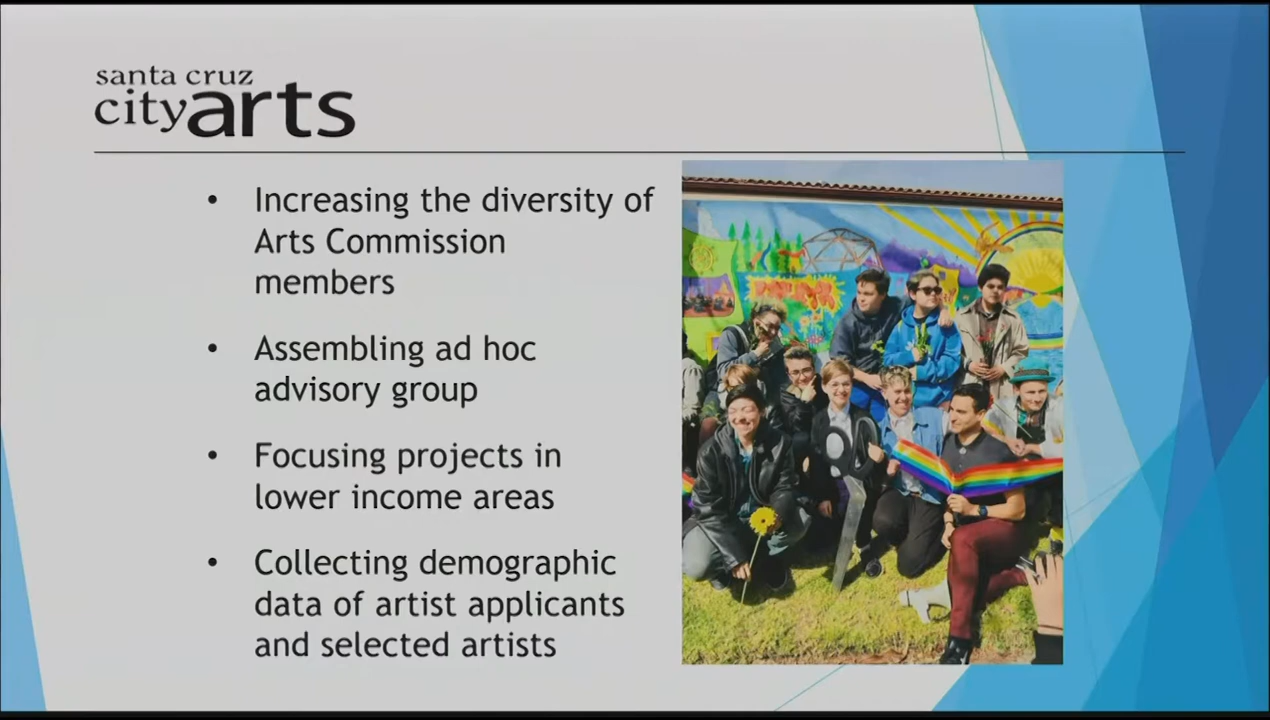 santa cruz
cityarts
• Increasing the diversity of
Arts Commission
members
• Assembling ad hoc
advisory group
• Focusing projects in
lower income areas
• Collecting demographic
data of artist applicants
and selected artists